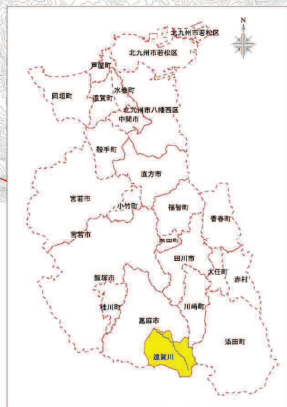 N
北九州市若松区
北九州市若松区
芦屋町
水巻町
岡垣町
遠賀町
北九州市八幡西区
中間市
鞍手町
直方市
宮若市
小竹町
福智町
香春町
宮若市
糸田町
田川市
大任町
飯塚市
赤村
桂川町
川崎町
嘉麻市
添田町
遠賀川